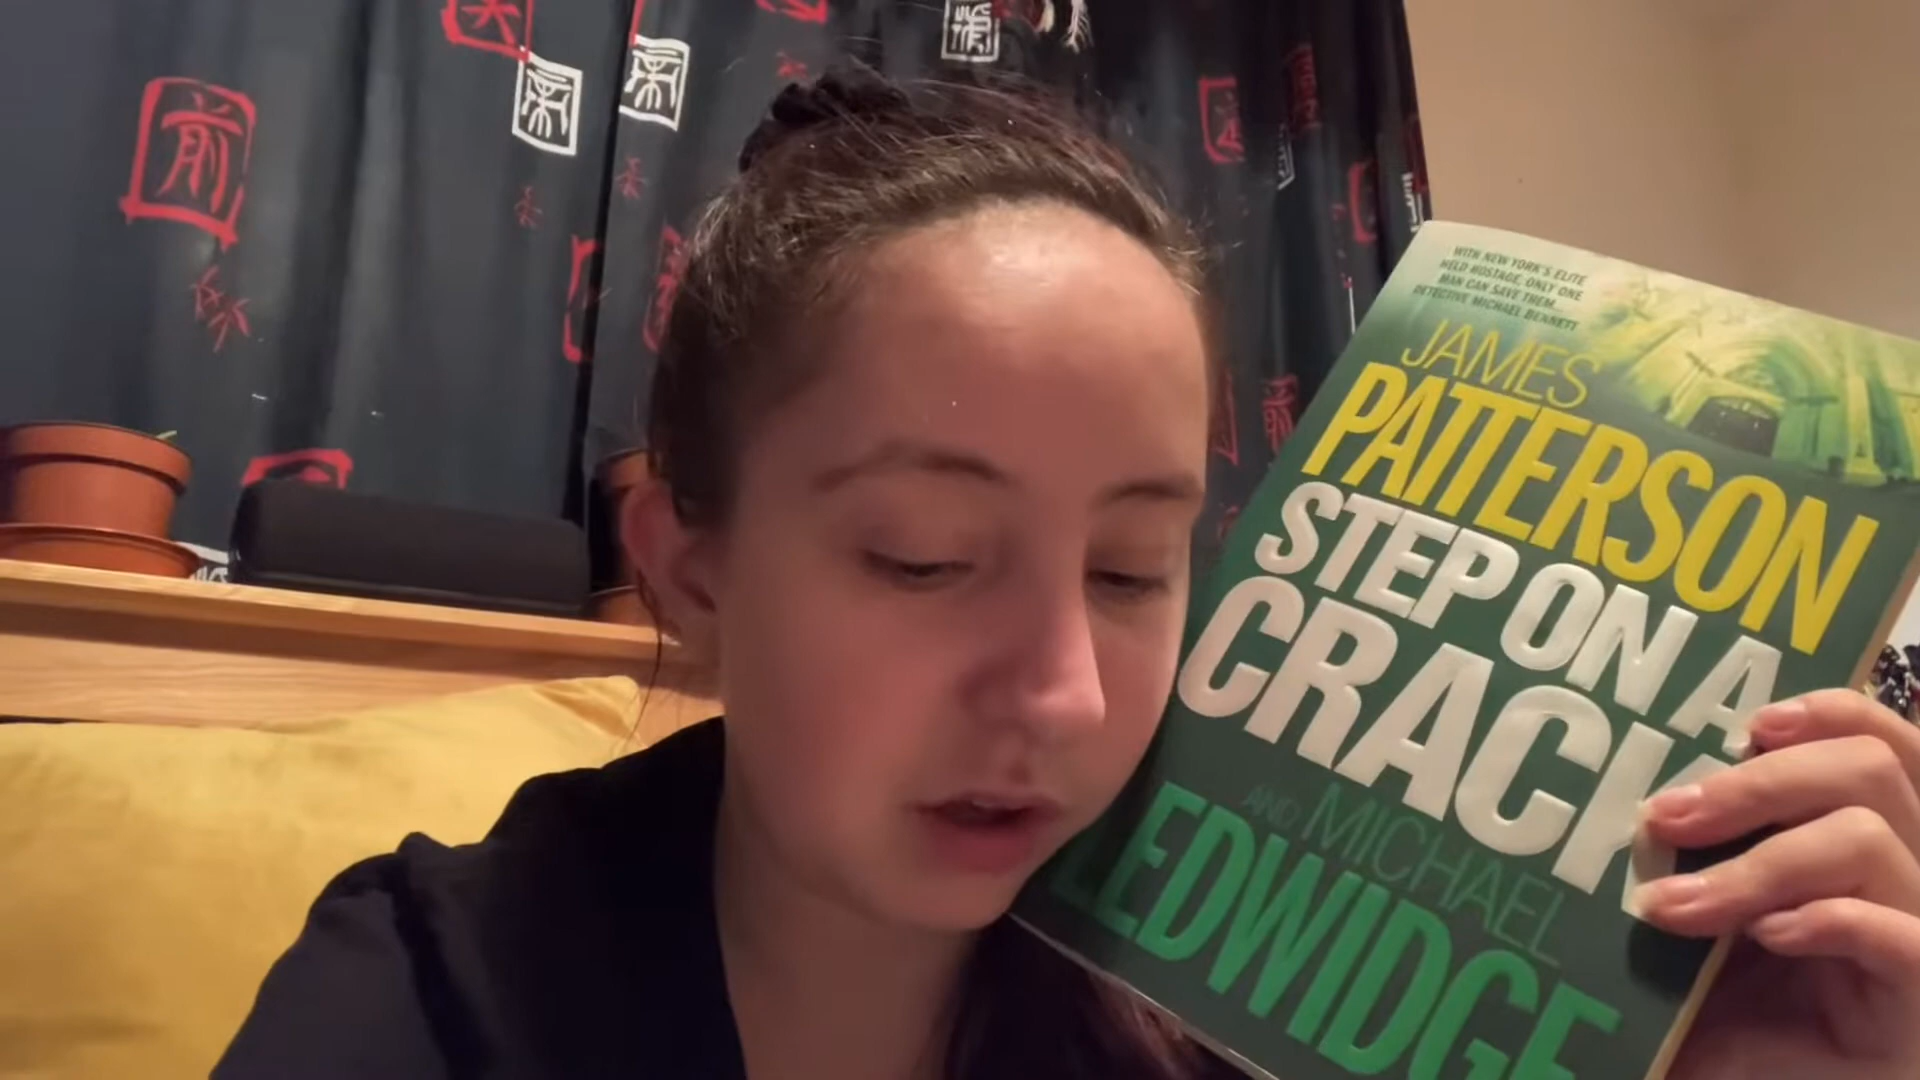 WITH NEW YORK'S ELITE
HELD HOSTAGE, ONLY ONE
MAN CAN SAVE THEM.
DETECTIVE MICHAEL BENNETT
JAMES
PATTERSON
STEP ON A
CRACK
AND MICHAEL
LEDWIDGE
前